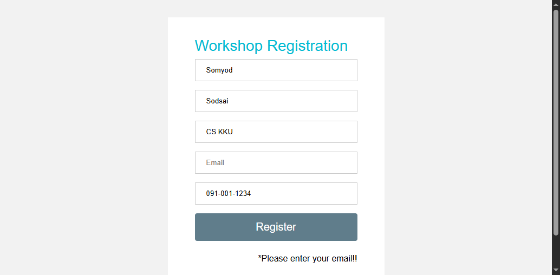 Workshop Registration
Somyod
Sodsai
CS KKU
Email
091-001-1234
Register
*Please enter your email!!